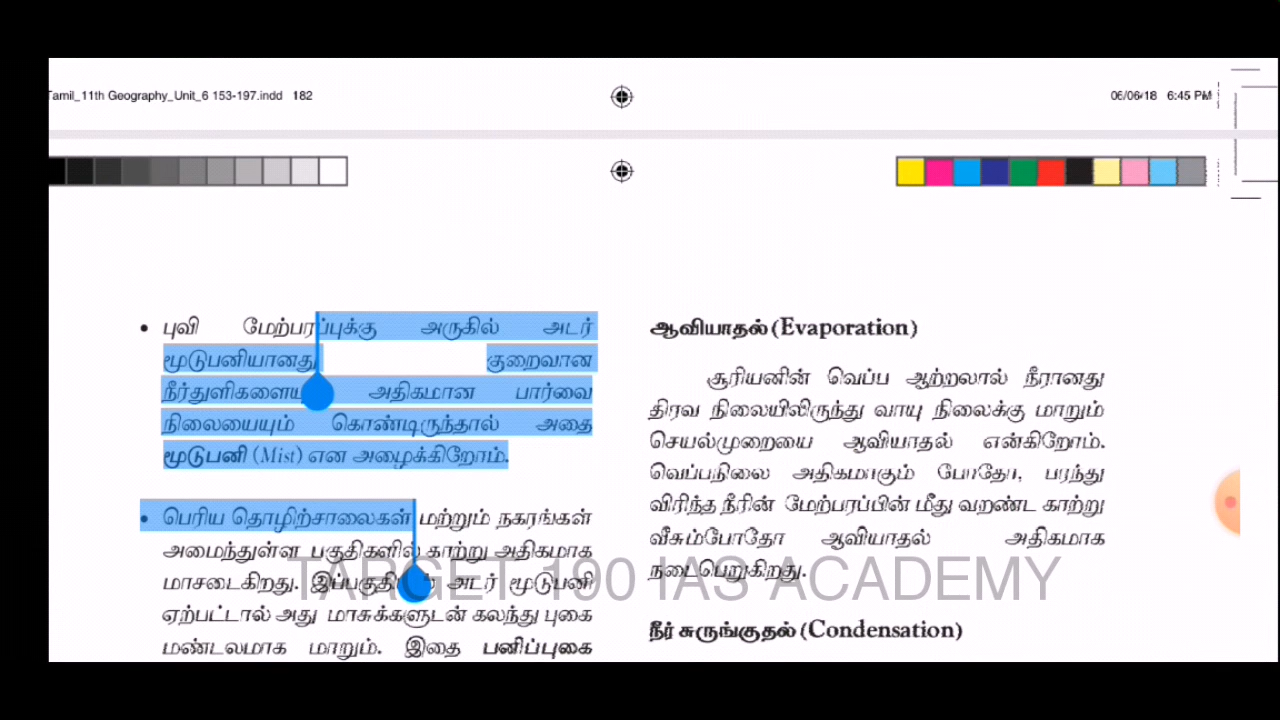 Tamil_11th Geography_Unit_6 153-197.indd 182
06/06/18 6:45 PM
• புவி மேற்பரப்புக்கு அருகில் அடர்
மூடுபனியானது குறைவான
நீர்துளிகளையும் அதிகமான பார்வை
நிலையையும் கொண்டிருந்தால் அதை
மூடுபனி (Mist) என அழைக்கிறோம்.
• பெரிய தொழிற்சாலைகள் மற்றும் நகரங்கள்
அமைந்துள்ள பகுதிகளில் காற்று அதிகமாக
மாசடைகிறது. இப்பகுதியில் அடர் மூடுபனி
ஏற்பட்டால் அது மாசுக்களுடன் கலந்து புகை
மண்டலமாக மாறும். இதை பனிப்புகை
ஆவியாதல் (Evaporation)
சூரியனின் வெப்ப ஆற்றலால் நீரானது
திரவ நிலையிலிருந்து வாயு நிலைக்கு மாறும்
செயல்முறையை ஆவியாதல் என்கிறோம்.
வெப்பநிலை அதிகமாகும் போதோ, பரந்து
விரிந்த நீரின் மேற்பரப்பின் மீது வறண்ட காற்று
வீசும்போதோ ஆவியாதல் அதிகமாக
நடைபெறுகிறது.
நீர் சுருங்குதல் (Condensation)
TARGET 190 IAS ACADEMY